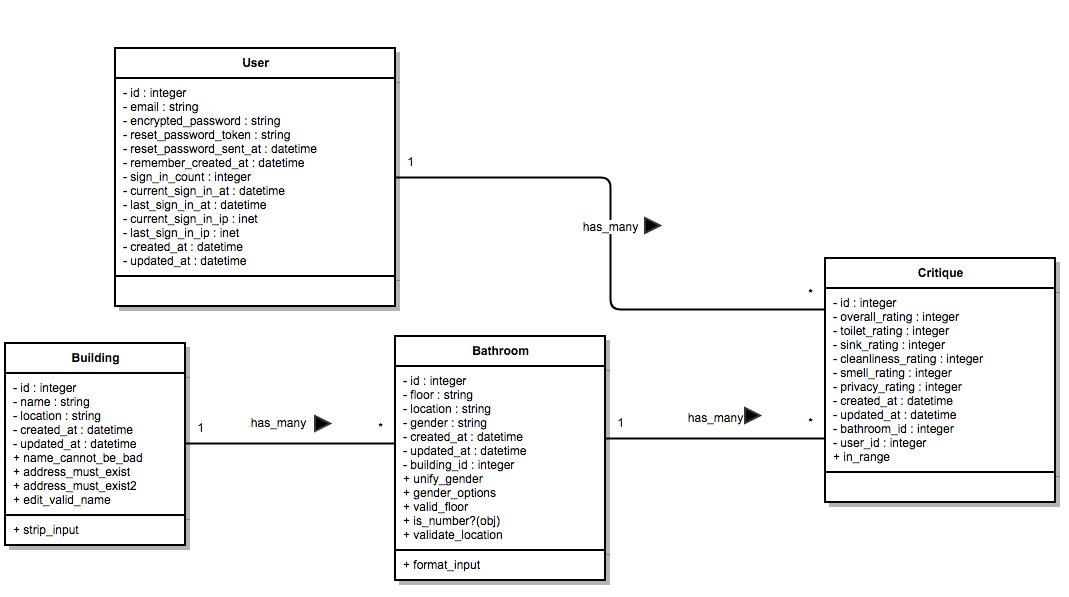 User
- id : integer
- email : string
- encrypted_password : string
- reset_password_token : string
- reset_password_sent_at : datetime
- remember_created_at : datetime
- sign_in_count : integer
- current_sign_in_at : datetime
- last_sign_in_at : datetime
- current_sign_in_ip : inet
- last_sign_in_ip : inet
- created_at : datetime
- updated_at : datetime
1
has_many
*
Critique
- id : integer
- overall_rating : integer
- toilet_rating : integer
- sink_rating : integer
- cleanliness_rating : integer
- smell_rating : integer
- privacy_rating : integer
- created_at : datetime
- updated_at : datetime
- bathroom_id : integer
- user_id : integer
+ in_range
Building
- id : integer
- name : string
- location : string
- created_at : datetime
- updated_at : datetime
+ name_cannot_be_bad
+ address_must_exist
+ address_must_exist2
+ edit_valid_name
+ strip_input
1
has_many
*
Bathroom
- id : integer
- floor : string
- location : string
- gender : string
- created_at : datetime
- updated_at : datetime
- building_id : integer
+ unify_gender
+ gender_options
+ valid_floor
+ is_number?(obj)
+ validate_location
+ format_input
1
has_many
*